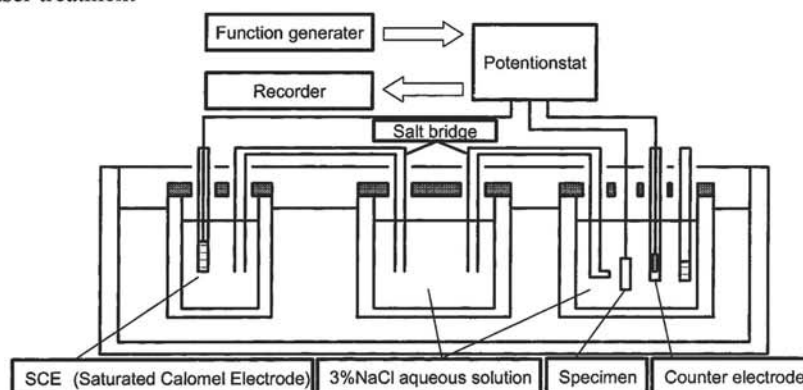 Function generater
Potentionstat
Recorder
Salt bridge
SCE (Saturated Calomel Electrode)
3%NaCl aqueous solution
Specimen
Counter electrode